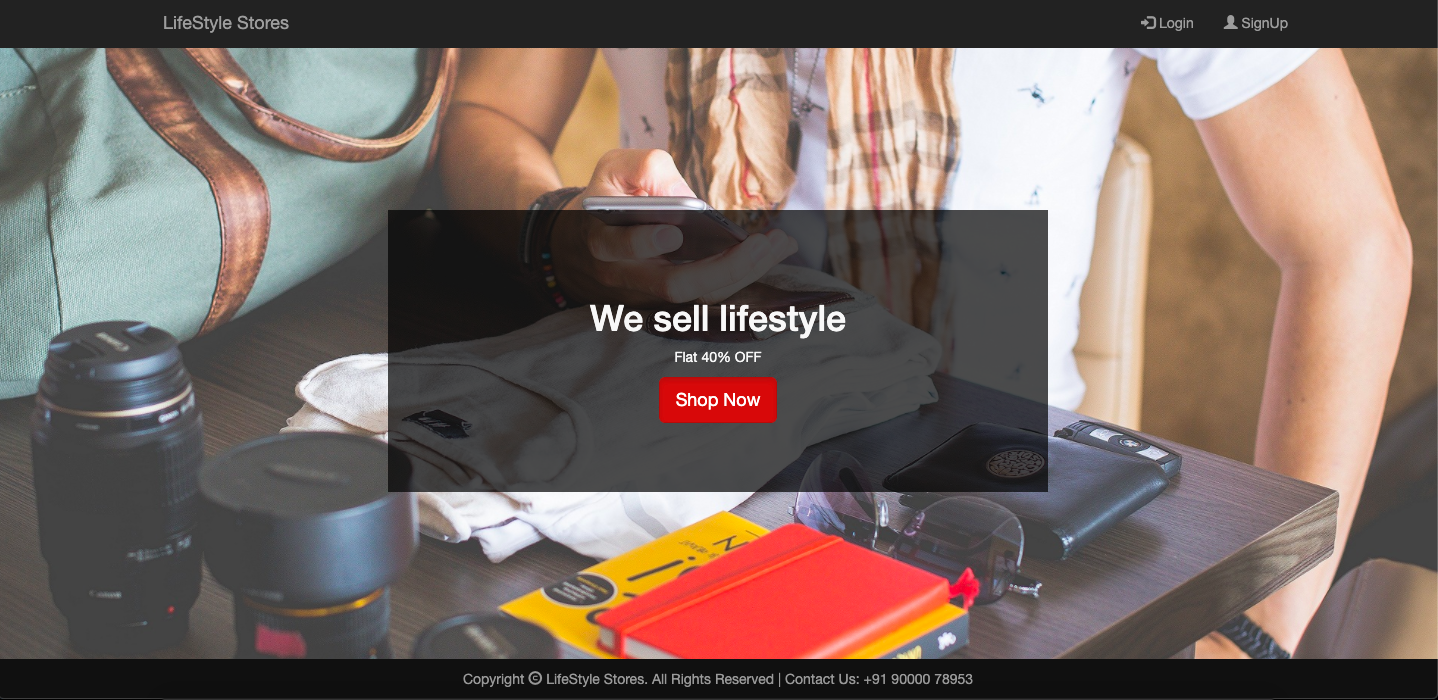 LifeStyle Stores
Login
SignUp
We sell lifestyle
Flat 40% OFF
Shop Now
Copyright © LifeStyle Stores. All Rights Reserved | Contact Us: +91 90000 78953